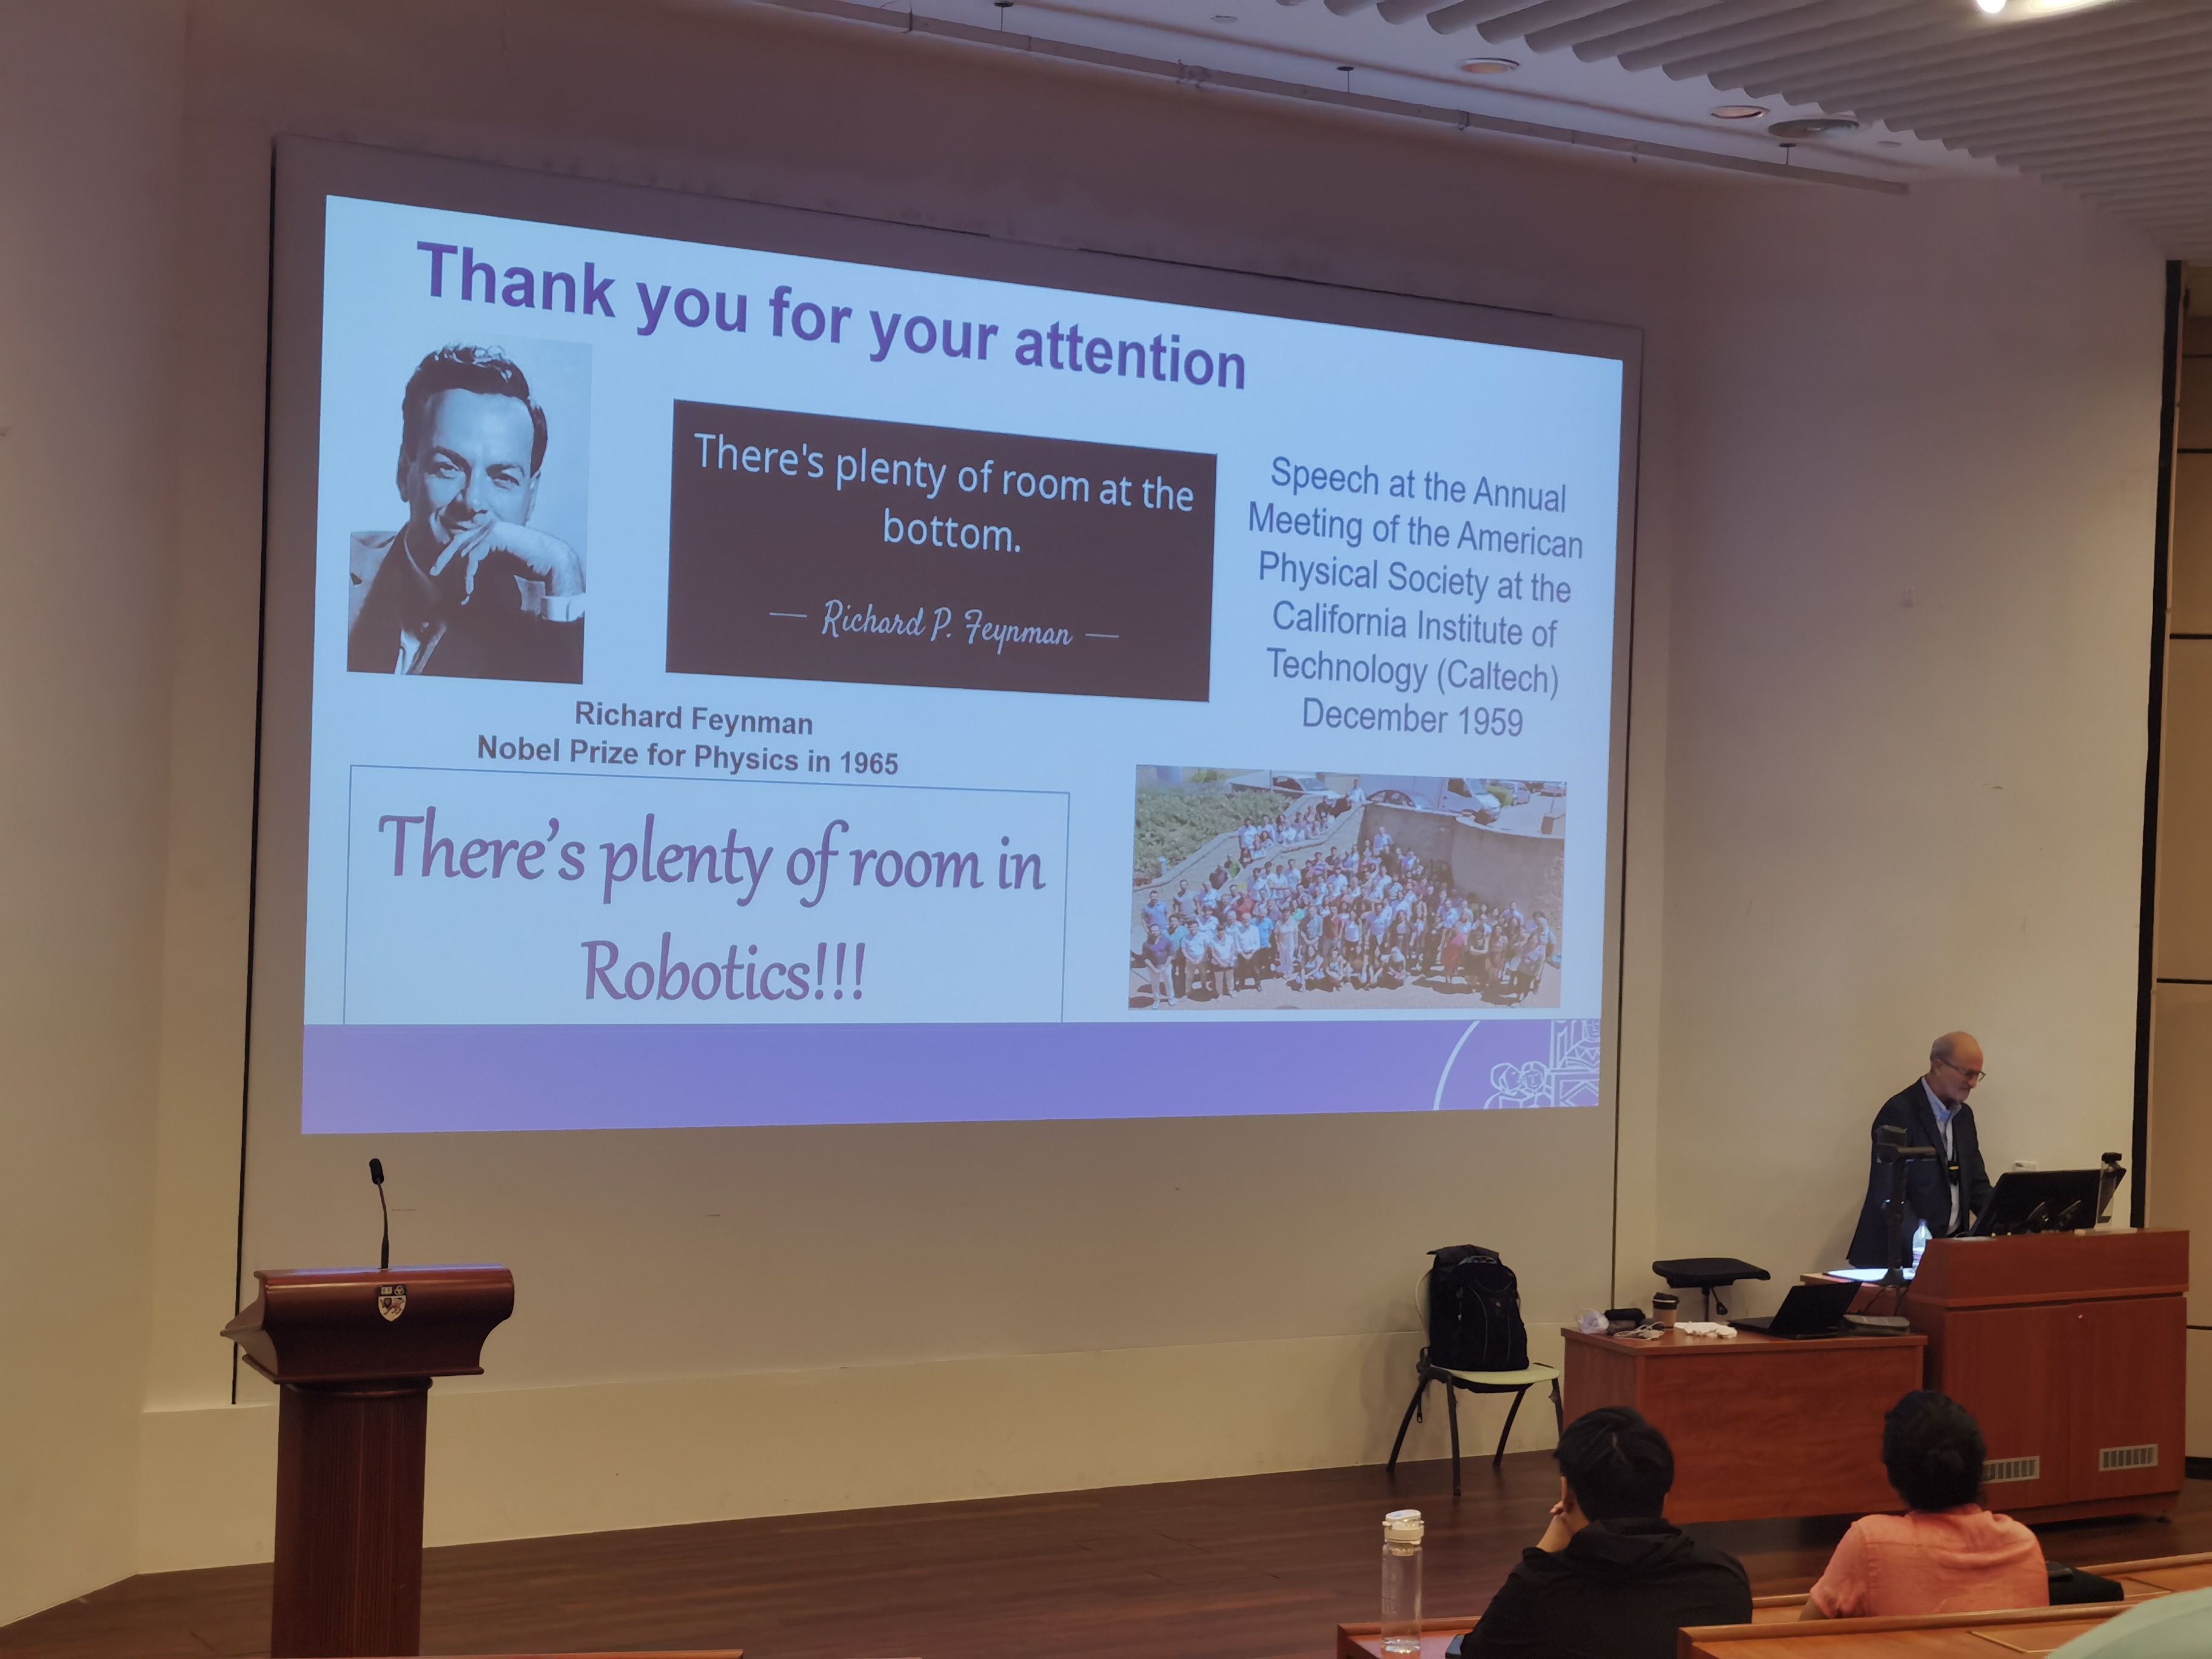 Thank you for your attention
There's plenty of room at the
bottom.
— Richard P. Feynman —
Speech at the Annual
Meeting of the American
Physical Society at the
California Institute of
Technology (Caltech)
December 1959
Richard Feynman
Nobel Prize for Physics in 1965
There's plenty of room in
Robotics!!!